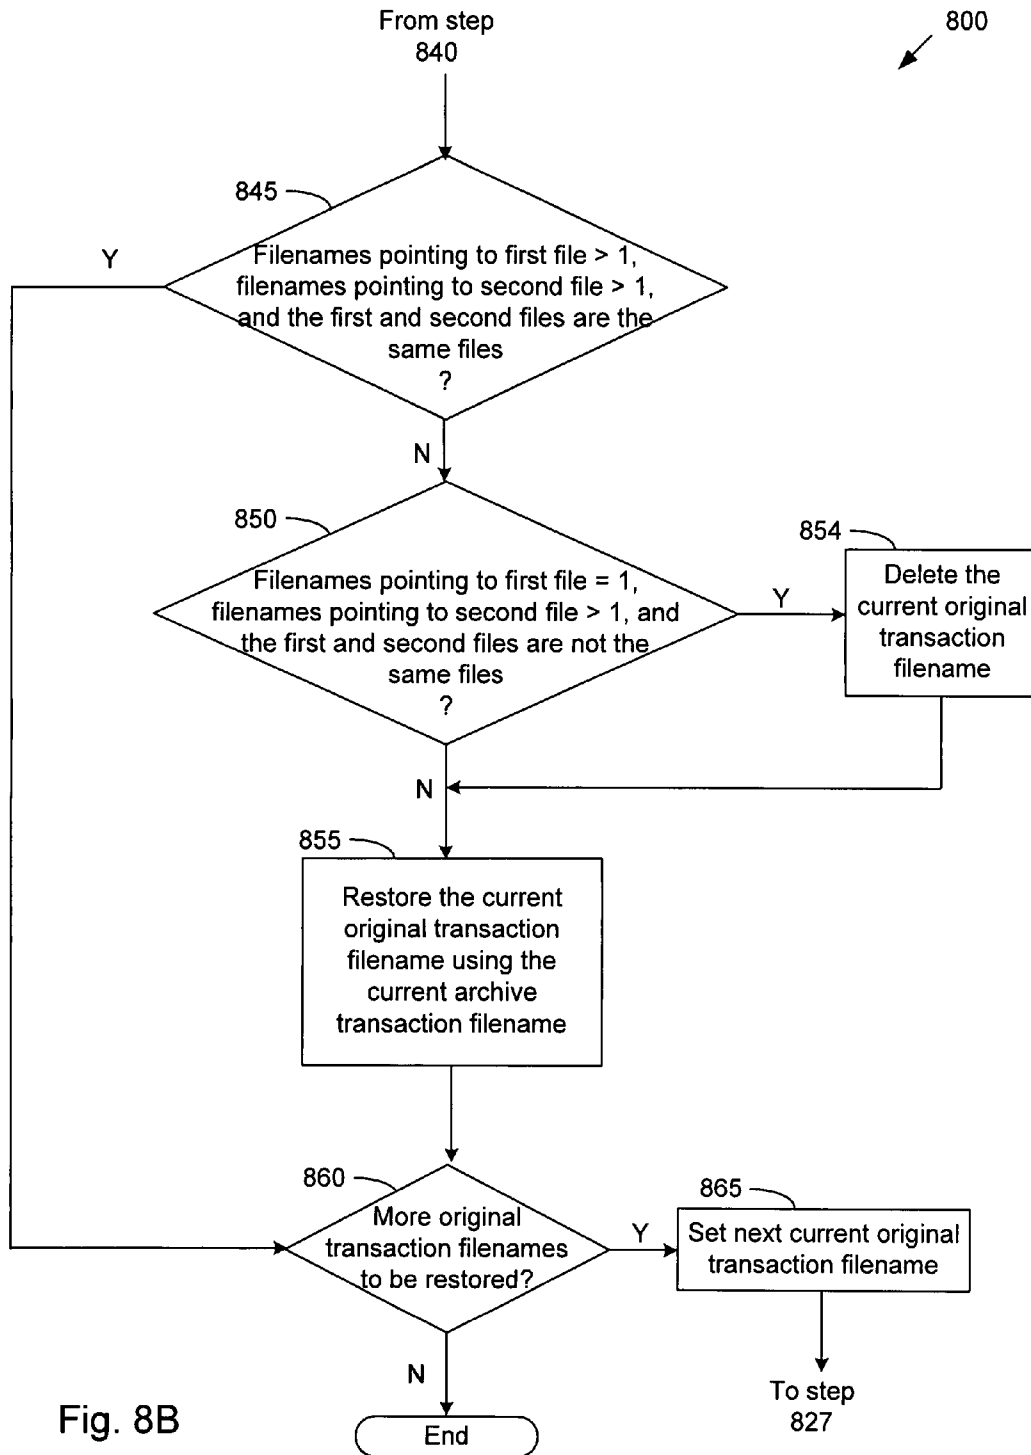 From step
840
800
845
Y
Filenames pointing to first file > 1,
filenames pointing to second file > 1,
and the first and second files are the
same files
?
N
850
Filenames pointing to first file = 1,
filenames pointing to second file > 1, and
the first and second files are not the
same files
?
Y
854
Delete the
current original
transaction
filename
N
855
Restore the current
original transaction
filename using the
current archive
transaction filename
860
More original
transaction filenames
to be restored?
Y
865
Set next current original
transaction filename
N
To step
827
End
Fig. 8B